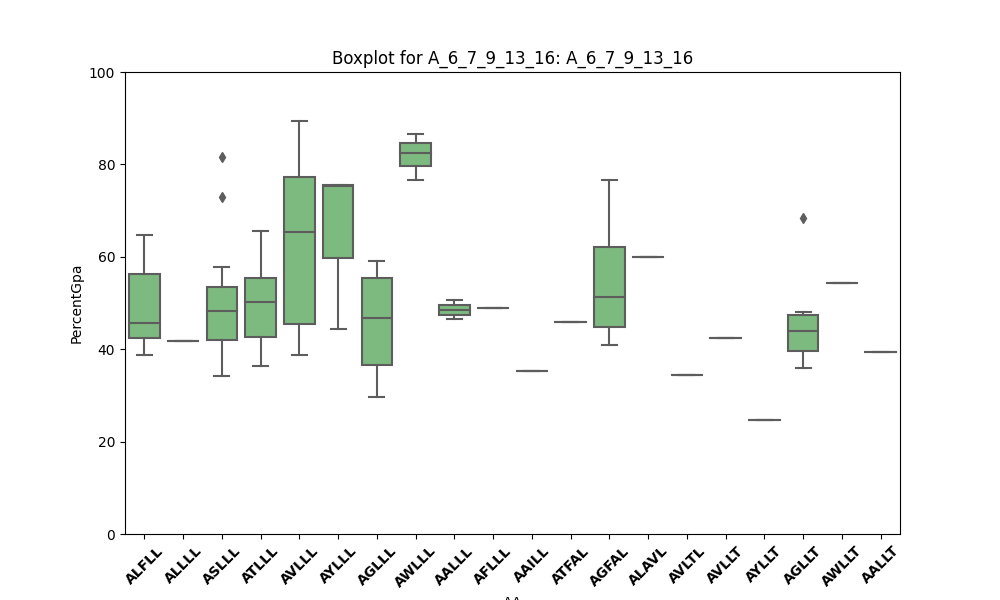 Boxplot for A_6_7_9_13_16: A_6_7_9_13_16
100
80
60
40
20
0
PercentGpa
ALFLL
ALLLL
ASLLL
ATLLL
AVLLL
AYLLL
AGLLL
AWLLL
AALLL
AFLLL
AAILL
ATFAL
AGFAL
ALAVL
AVLTL
AVLLT
AYLLT
AGLLT
AWLLT
AALLT